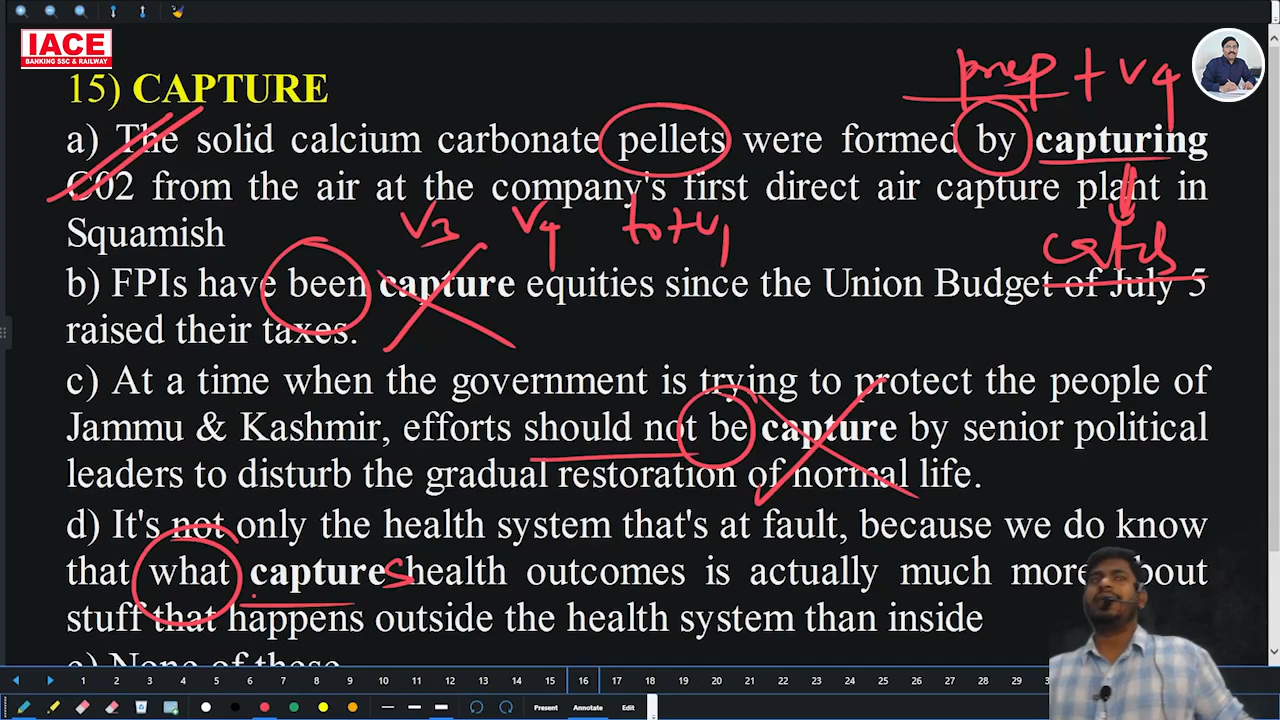 IACE
BANKING SSC & RAILWAY
15) CAPTURE
prep + v4
a) The solid calcium carbonate pellets were formed by capturing
C02 from the air at the company's first direct air capture plant in
Squamish
v3 v4 to+v1
catch
b) FPIs have been capture equities since the Union Budget of July 5
raised their taxes.
c) At a time when the government is trying to protect the people of
Jammu & Kashmir, efforts should not be capture by senior political
leaders to disturb the gradual restoration of normal life.
d) It's not only the health system that's at fault, because we do know
that what captures health outcomes is actually much more about
stuff that happens outside the health system than inside
e) None of these
1 2 3 4 5 6 7 8 9 10 11 12 13 14 15 16 17 18 19 20 21 22 23 24 25 26 27 28 29
Present Annotate Edit